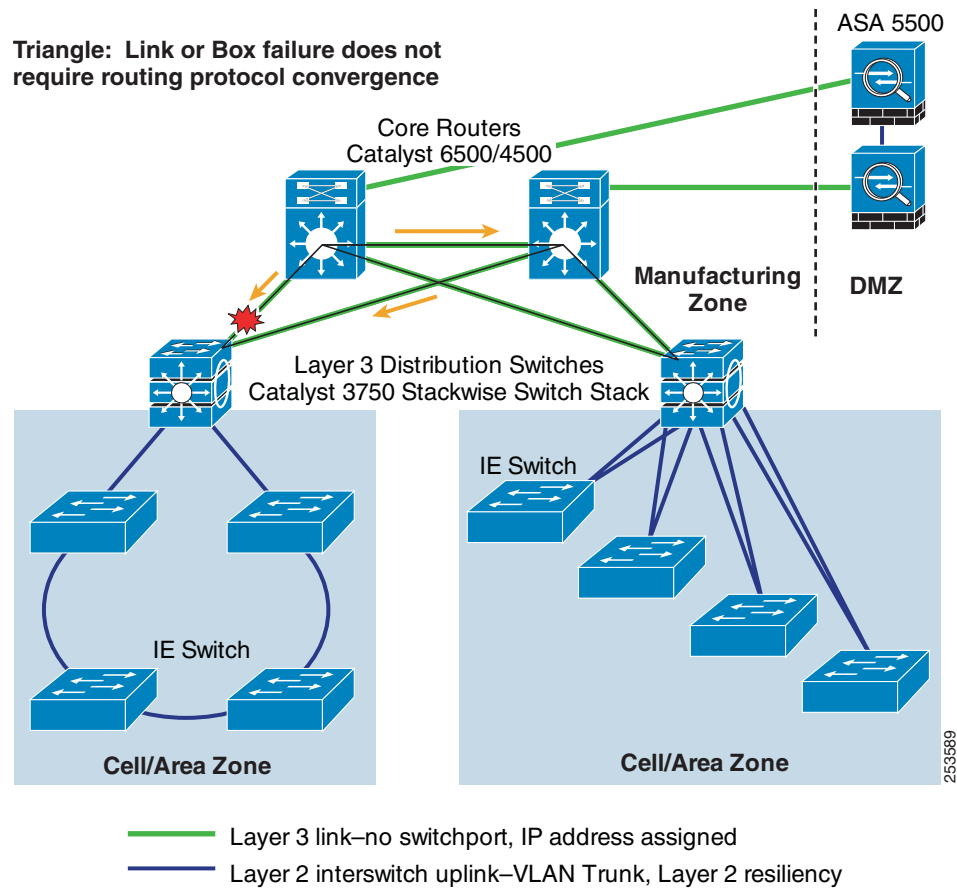 Triangle: Link or Box failure does not
require routing protocol convergence
ASA 5500
Core Routers
Catalyst 6500/4500
Manufacturing
Zone
DMZ
Layer 3 Distribution Switches
Catalyst 3750 Stackwise Switch Stack
IE Switch
IE Switch
Cell/Area Zone
Cell/Area Zone
253589
Layer 3 link–no switchport, IP address assigned
Layer 2 interswitch uplink–VLAN Trunk, Layer 2 resiliency